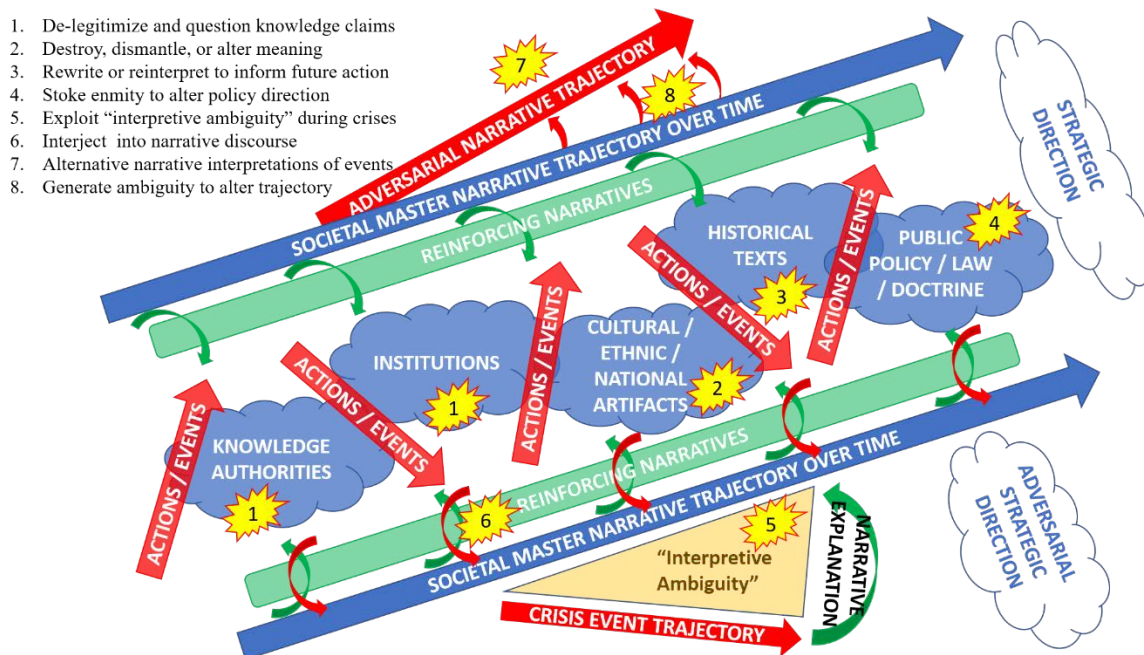 1. De-legitimize and question knowledge claims
2. Destroy, dismantle, or alter meaning
3. Rewrite or reinterpret to inform future action
4. Stoke enmity to alter policy direction
5. Exploit “interpretive ambiguity” during crises
6. Interject into narrative discourse
7. Alternative narrative interpretations of events
8. Generate ambiguity to alter trajectory
7
8
ADVERSARIAL NARRATIVE TRAJECTORY
SOCIETAL MASTER NARRATIVE TRAJECTORY OVER TIME
REINFORCING NARRATIVES
STRATEGIC
DIRECTION
ACTIONS / EVENTS
KNOWLEDGE
AUTHORITIES
1
ACTIONS / EVENTS
INSTITUTIONS
1
ACTIONS / EVENTS
CULTURAL /
ETHNIC /
NATIONAL
ARTIFACTS
2
ACTIONS / EVENTS
HISTORICAL
TEXTS
3
ACTIONS / EVENTS
PUBLIC
POLICY / LAW
/ DOCTRINE
4
6
REINFORCING NARRATIVES
SOCIETAL MASTER NARRATIVE TRAJECTORY OVER TIME
5
“Interpretive
Ambiguity”
NARRATIVE
EXPLANATION
CRISIS EVENT TRAJECTORY
ADVERSARIAL
STRATEGIC
DIRECTION